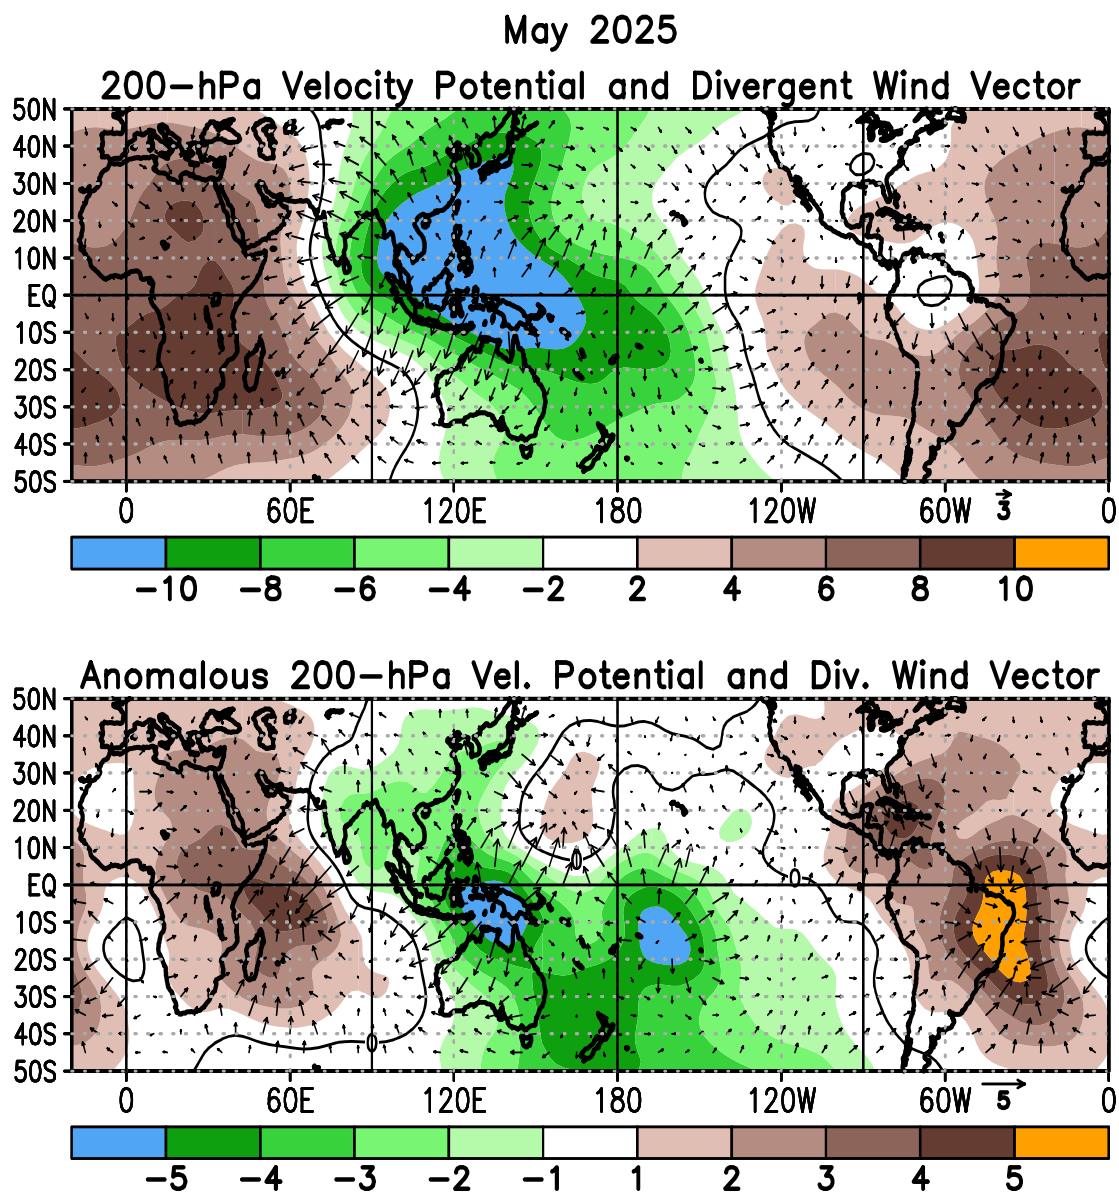 May 2025
200-hPa Velocity Potential and Divergent Wind Vector
50N
40N
30N
20N
10N
EQ
10S
20S
30S
40S
50S
0 60E 120E 180 120W 60W 0
3
-10 -8 -6 -4 -2 2 4 6 8 10
Anomalous 200-hPa Vel. Potential and Div. Wind Vector
50N
40N
30N
20N
10N
EQ
10S
20S
30S
40S
50S
0
0
0
0 60E 120E 180 120W 60W 0
5
-5 -4 -3 -2 -1 1 2 3 4 5